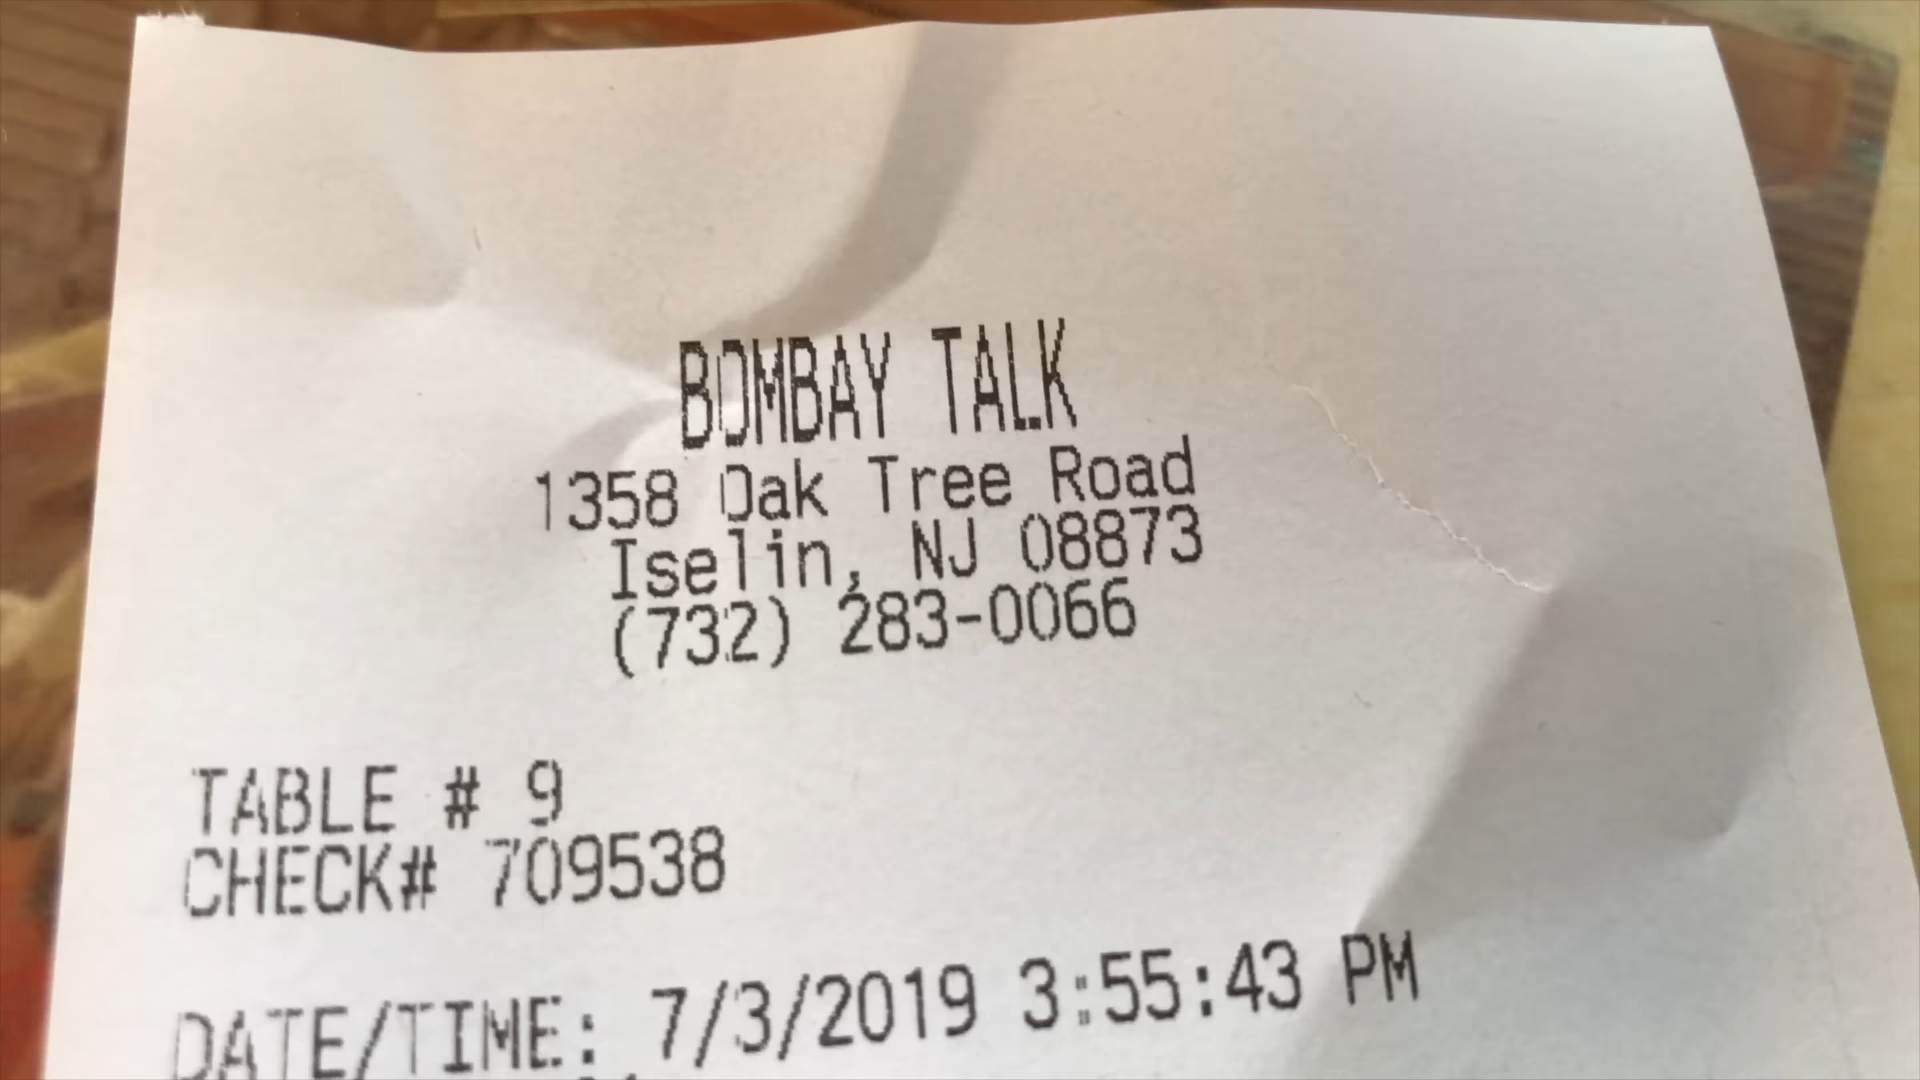 BOMBAY TALK
1358 Oak Tree Road
Iselin, NJ 08873
(732) 283-0066
TABLE # 9
CHECK# 709538
DATE/TIME: 7/3/2019 3:55:43 PM